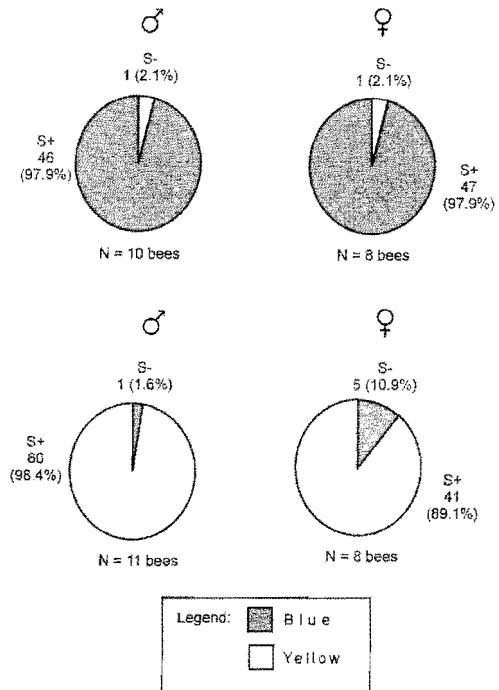 ♂
S-
1 (2.1%)
S+
46
(97.9%)
N = 10 bees
♀
S-
1 (2.1%)
S+
47
(97.9%)
N = 8 bees
♂
S-
1 (1.6%)
S+
60
(98.4%)
N = 11 bees
♀
S-
5 (10.9%)
S+
41
(89.1%)
N = 8 bees
Legend:
Blue
Yellow